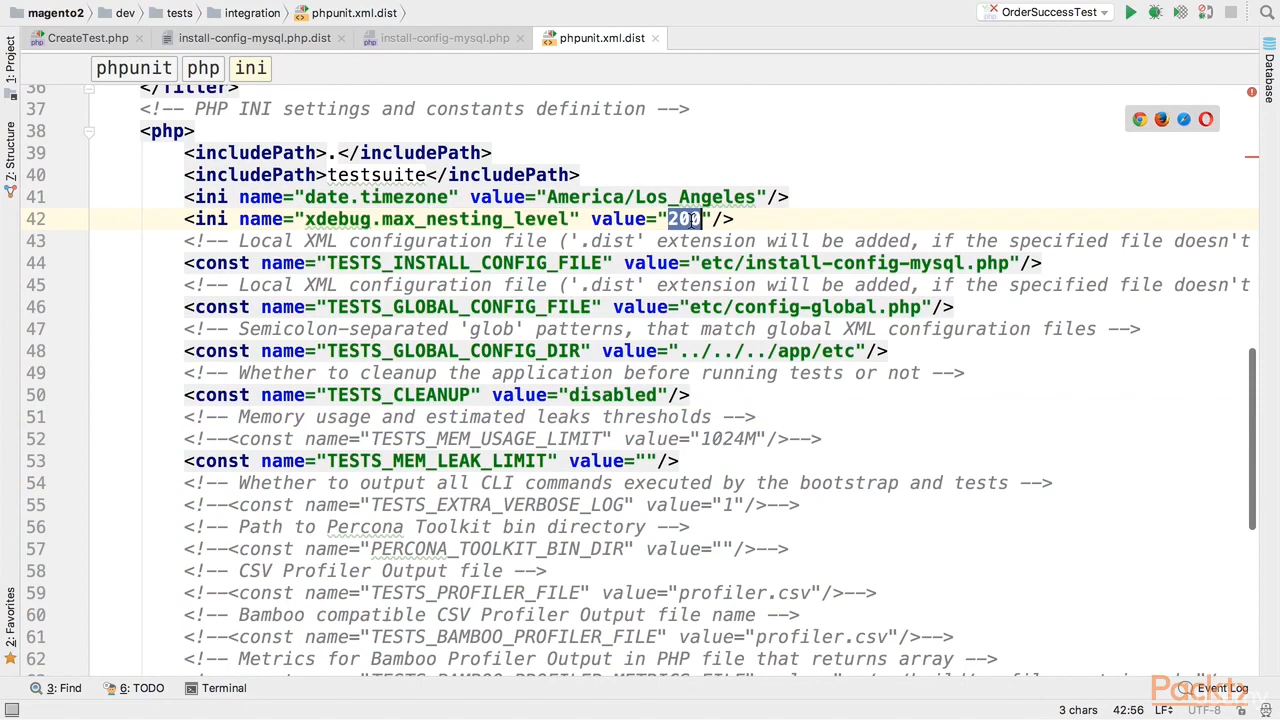 magento2 > dev > tests > integration > phpunit.xml.dist >
OrderSuccessTest
CreateTest.php
install-config-mysql.php.dist
install-config-mysql.php
phpunit.xml.dist
1: Project
Z: Structure
2: Favorites
Database
phpunit php ini
36 </filter>
37 <!-- PHP INI settings and constants definition -->
38 <php>
39 <includePath>.</includePath>
40 <includePath>testsuite</includePath>
41 <ini name="date.timezone" value="America/Los_Angeles"/>
42 <ini name="xdebug.max_nesting_level" value="200"/>
43 <!-- Local XML configuration file ('.dist' extension will be added, if the specified file doesn't
44 <const name="TESTS_INSTALL_CONFIG_FILE" value="etc/install-config-mysql.php"/>
45 <!-- Local XML configuration file ('.dist' extension will be added, if the specified file doesn't
46 <const name="TESTS_GLOBAL_CONFIG_FILE" value="etc/config-global.php"/>
47 <!-- Semicolon-separated 'glob' patterns, that match global XML configuration files -->
48 <const name="TESTS_GLOBAL_CONFIG_DIR" value="../../../app/etc"/>
49 <!-- Whether to cleanup the application before running tests or not -->
50 <const name="TESTS_CLEANUP" value="disabled"/>
51 <!-- Memory usage and estimated leaks thresholds -->
52 <!--<const name="TESTS_MEM_USAGE_LIMIT" value="1024M"/>-->
53 <const name="TESTS_MEM_LEAK_LIMIT" value=""/>
54 <!-- Whether to output all CLI commands executed by the bootstrap and tests -->
55 <!--<const name="TESTS_EXTRA_VERBOSE_LOG" value="1"/>-->
56 <!-- Path to Percona Toolkit bin directory -->
57 <!--<const name="PERCONA_TOOLKIT_BIN_DIR" value=""/>-->
58 <!-- CSV Profiler Output file -->
59 <!--<const name="TESTS_PROFILER_FILE" value="profiler.csv"/>-->
60 <!-- Bamboo compatible CSV Profiler Output file name -->
61 <!--<const name="TESTS_BAMBOO_PROFILER_FILE" value="profiler.csv"/>-->
62 <!-- Metrics for Bamboo Profiler Output in PHP file that returns array -->
3: Find 6: TODO Terminal Event Log
Packt
3 chars 42:56 LF UTF-8